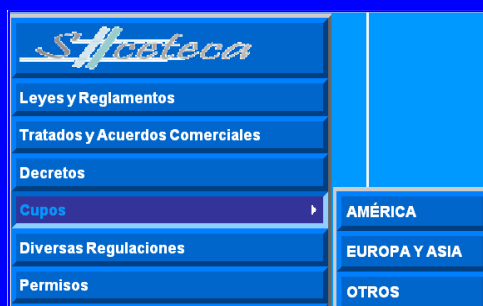 Siiceteca
Leyes y Reglamentos
Tratados y Acuerdos Comerciales
Decretos
Cupos
Diversas Regulaciones
Permisos
AMÉRICA
EUROPA Y ASIA
OTROS